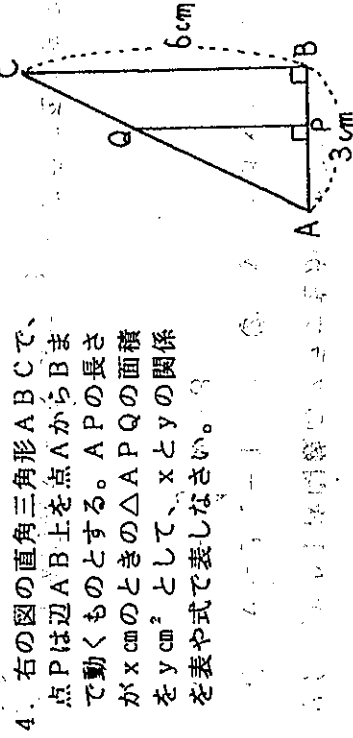 4. 右の図の直角三角形ABCで、
点Pは辺AB上を点AからBま
で動くものとする。APの長さ
がxcmのときの△APQの面積
をycm²として、xとyの関係
を表や式で表しなさい。
C
6cm
Q
A
P
B
3cm